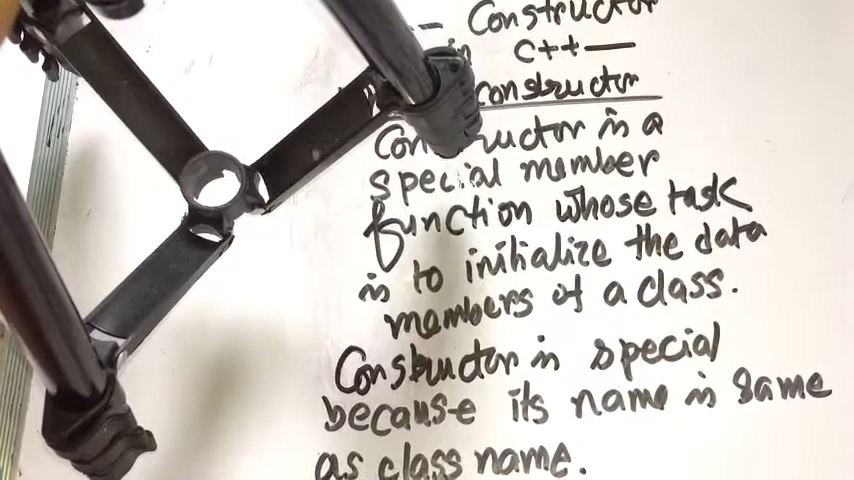 - Constructor
in C++ —
constructor
Constructor is a
special member
function whose task
is to initialize the data
members of a class.
Constructor is special
because its name is same
as class name.